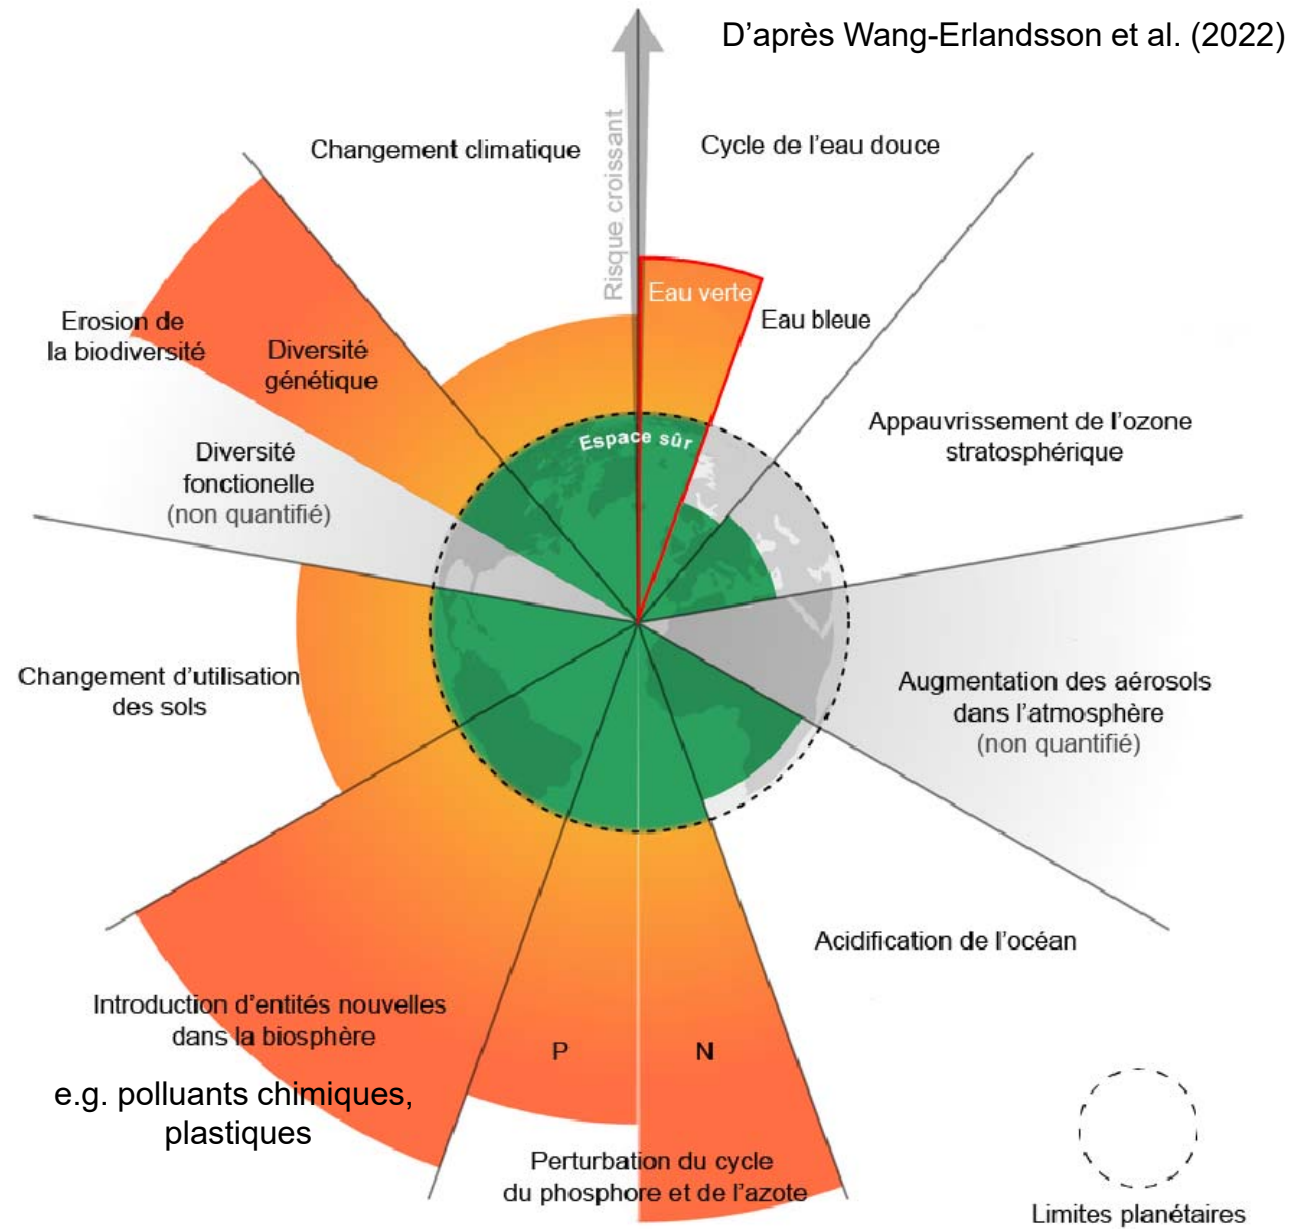 D'après Wang-Erlandsson et al. (2022)
Changement climatique
Cycle de l'eau douce
Risque croissant
Eau verte
Eau bleue
Erosion de
la biodiversité
Diversité
génétique
Espace sûr
Appauvrissement de l'ozone
stratosphérique
Diversité
fonctionelle
(non quantifié)
Changement d'utilisation
des sols
Augmentation des aérosols
dans l'atmosphère
(non quantifié)
Acidification de l'océan
Introduction d'entités nouvelles
dans la biosphère
e.g. polluants chimiques,
plastiques
P
N
Perturbation du cycle
du phosphore et de l'azote
Limites planétaires